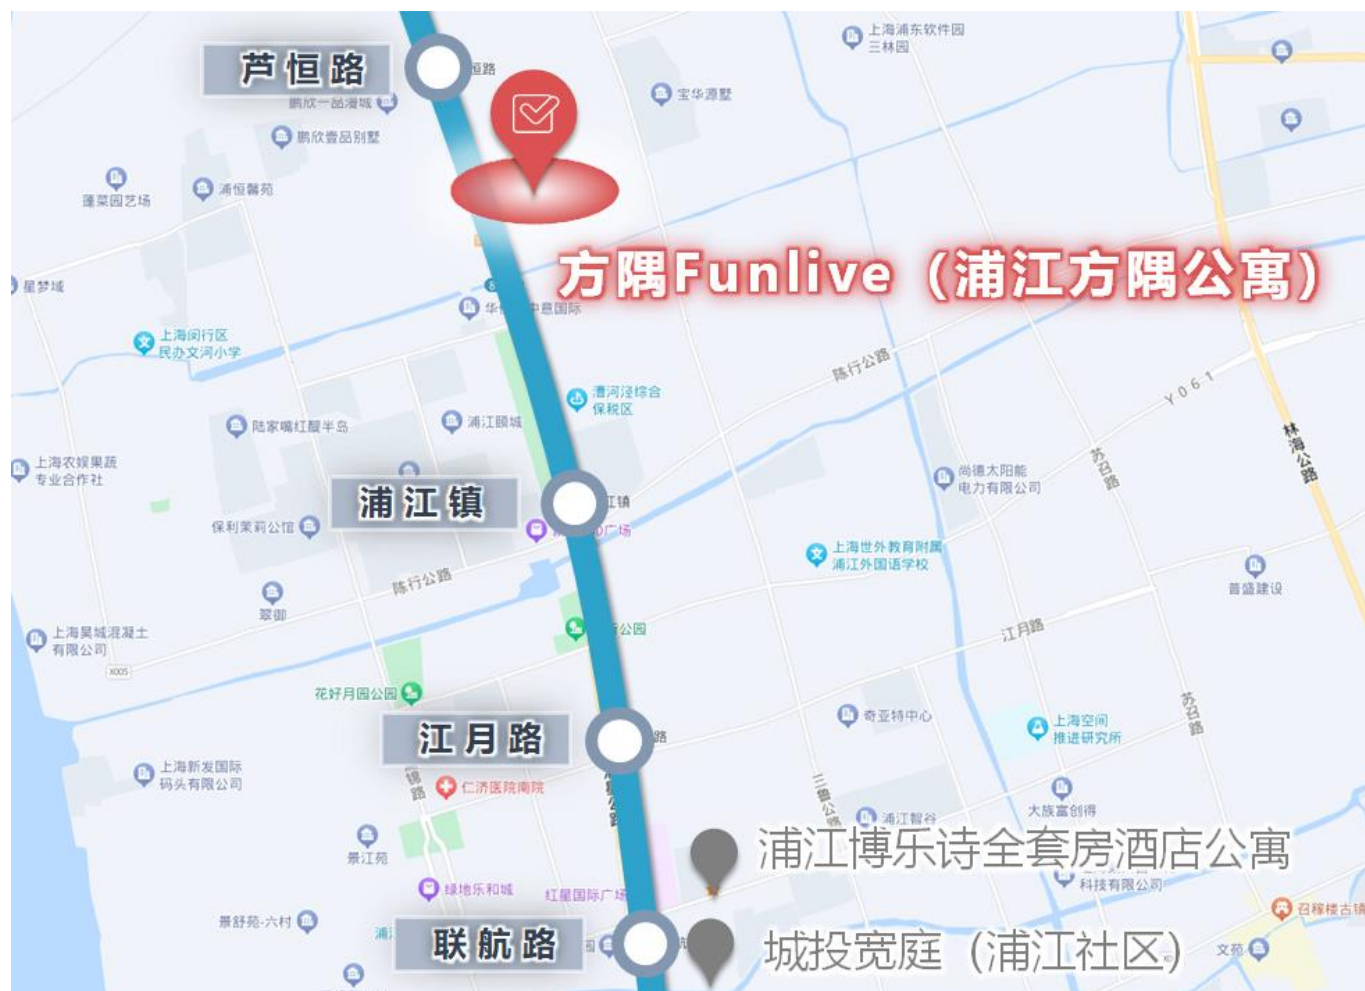 上海浦东软件园
三林园
芦恒路
恒路
宝华源墅
鹏欣一品漫城
鹏欣壹品别墅
浦恒馨苑
蓬菜园艺场
方隅Funlive（浦江方隅公寓）
星梦域
8
华
中意国际
上海闵行区
民办文河小学
陈行公路
Y061
漕河泾综合
保税区
浦江颐城
陆家嘴红醍半岛
林海公路
苏召路
上海农娱果蔬
专业合作社
尚德太阳能
电力有限公司
浦江镇
江镇
保利茉莉公馆
广场
上海世外教育附属
浦江外国语学校
陈行公路
普盛建设
翠御
上海昊城混凝土
有限公司
公园
江月路
X005
花好月圆公园
苏召路
奇亚特中心
上海空间
推进研究所
江月路
路
上海新发国际
码头有限公司
锦路
仁济医院南院
公路
三鲁公路
大族富创得
浦江智谷
浦江博乐诗全套房酒店公寓
景江苑
绿地乐和城
红星国际广场
科技有限公司
召稼楼古镇
景舒苑-六村
浦江
联航路
航
城投宽庭（浦江社区）
文苑